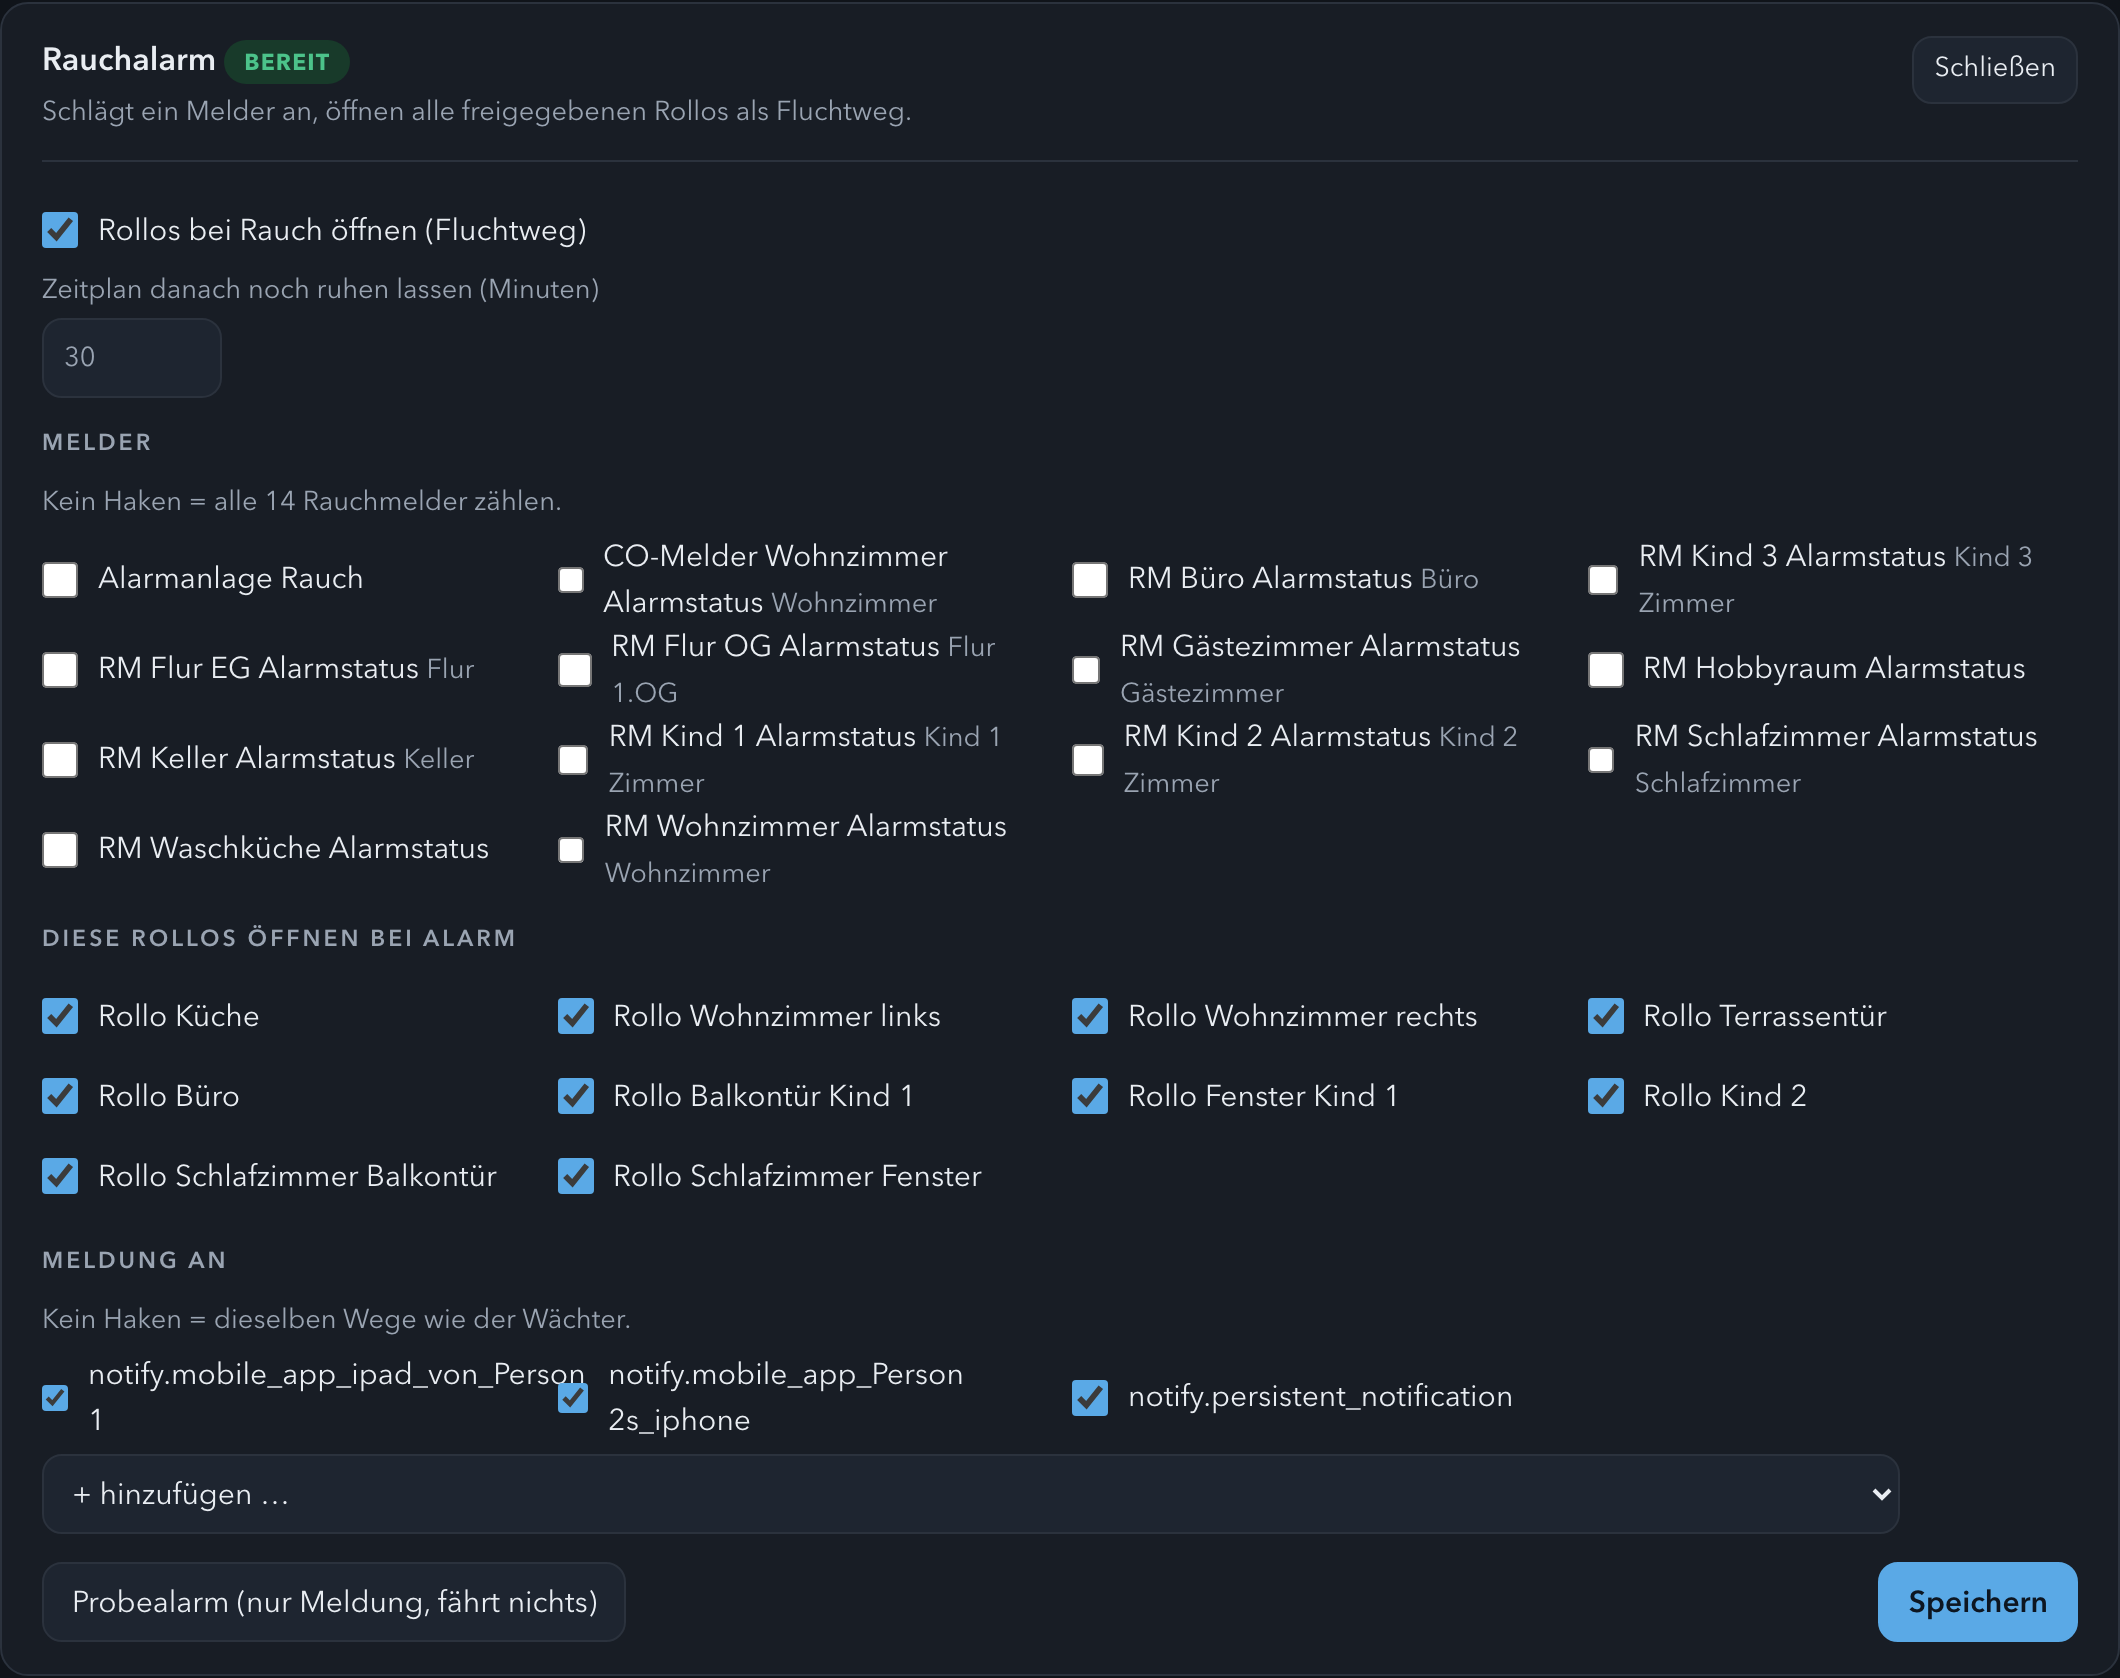 Rauchalarm BEREIT
Schließen
Schlägt ein Melder an, öffnen alle freigegebenen Rollos als Fluchtweg.
Rollos bei Rauch öffnen (Fluchtweg)
Zeitplan danach noch ruhen lassen (Minuten)
30
MELDER
Kein Haken = alle 14 Rauchmelder zählen.
Alarmanlage Rauch
CO-Melder Wohnzimmer
Alarmstatus Wohnzimmer
RM Büro Alarmstatus Büro
RM Kind 3 Alarmstatus Kind 3
Zimmer
RM Flur EG Alarmstatus Flur
RM Flur OG Alarmstatus Flur
1.OG
RM Gästezimmer Alarmstatus
Gästezimmer
RM Hobbyraum Alarmstatus
RM Keller Alarmstatus Keller
RM Kind 1 Alarmstatus Kind 1
Zimmer
RM Kind 2 Alarmstatus Kind 2
Zimmer
RM Schlafzimmer Alarmstatus
Schlafzimmer
RM Waschküche Alarmstatus
RM Wohnzimmer Alarmstatus
Wohnzimmer
DIESE ROLLOS ÖFFNEN BEI ALARM
Rollo Küche
Rollo Wohnzimmer links
Rollo Wohnzimmer rechts
Rollo Terrassentür
Rollo Büro
Rollo Balkontür Kind 1
Rollo Fenster Kind 1
Rollo Kind 2
Rollo Schlafzimmer Balkontür
Rollo Schlafzimmer Fenster
MELDUNG AN
Kein Haken = dieselben Wege wie der Wächter.
notify.mobile_app_ipad_von_Person
1
notify.mobile_app_Person
2s_iphone
notify.persistent_notification
+ hinzufügen …
Probealarm (nur Meldung, fährt nichts)
Speichern